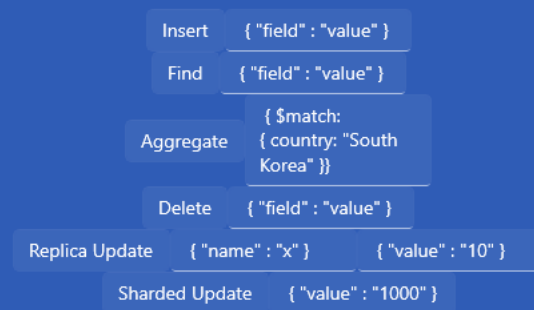 Insert { "field" : "value" }
Find { "field" : "value" }
{ $match:
Aggregate { country: "South
Korea" }}
Delete { "field" : "value" }
Replica Update { "name" : "x" } { "value" : "10" }
Sharded Update { "value" : "1000" }